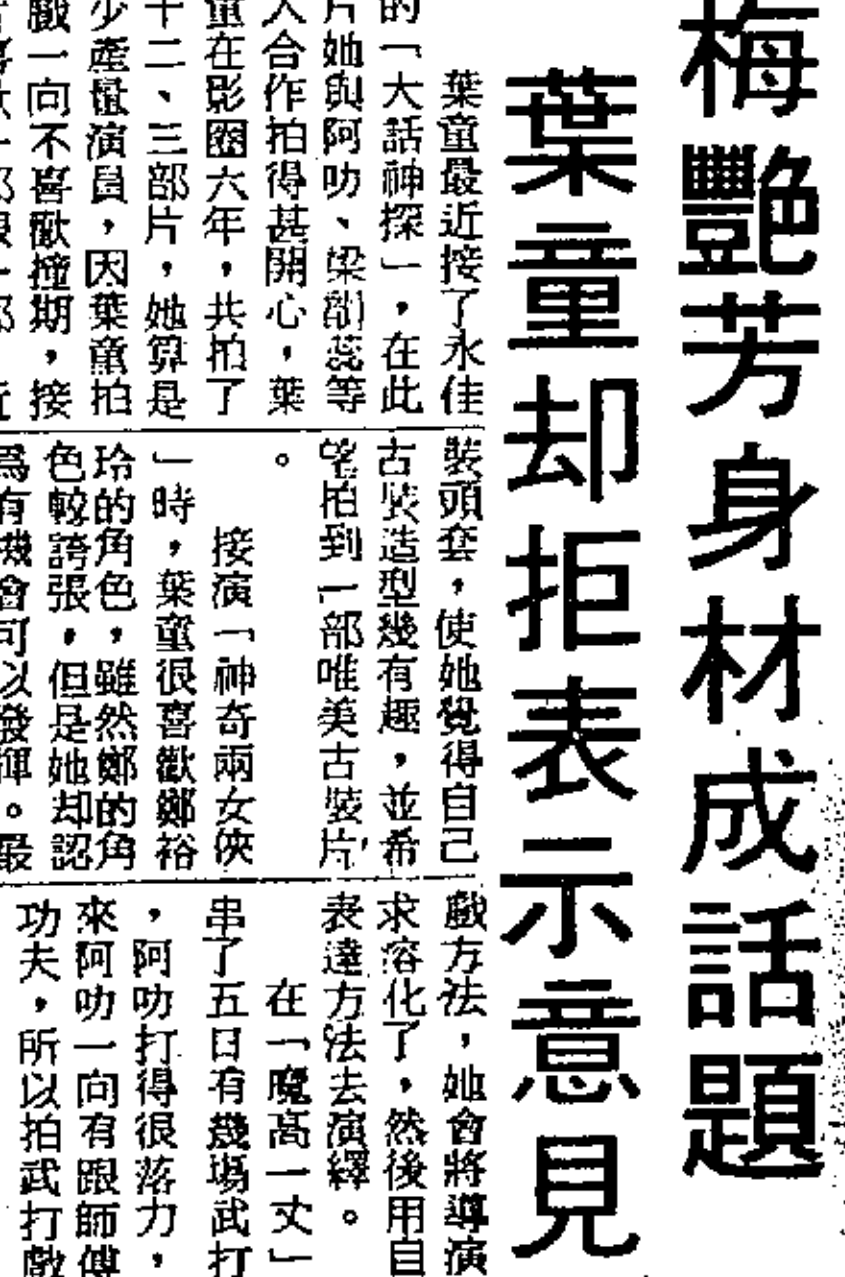 梅艷芳身材成話題
葉童却拒表示意見
葉童最近接了永佳
的「大話神探」，在此
片她與阿叻、梁韻蕊等
人合作拍得甚開心，葉
童在影圈六年，共拍了
十二、三部片，她算是
少產量演員，因葉童拍
戲一向不喜歡撞期，接
裝頭套，使她覺得自己
古裝造型幾有趣，並希
望拍到一部唯美古裝片
。
接演「神奇兩女俠
」時，葉童很喜歡鄭裕
玲的角色，雖然鄭的角
色較誇張，但是她却認
爲有機會可以發揮。最
戲方法，她會將導演
求溶化了，然後用自
表達方法去演繹。
在「魔高一丈」
串了五日有幾場武打
，阿叻打得很落力，
來阿叻一向有跟師傅
功夫，所以拍武打戲